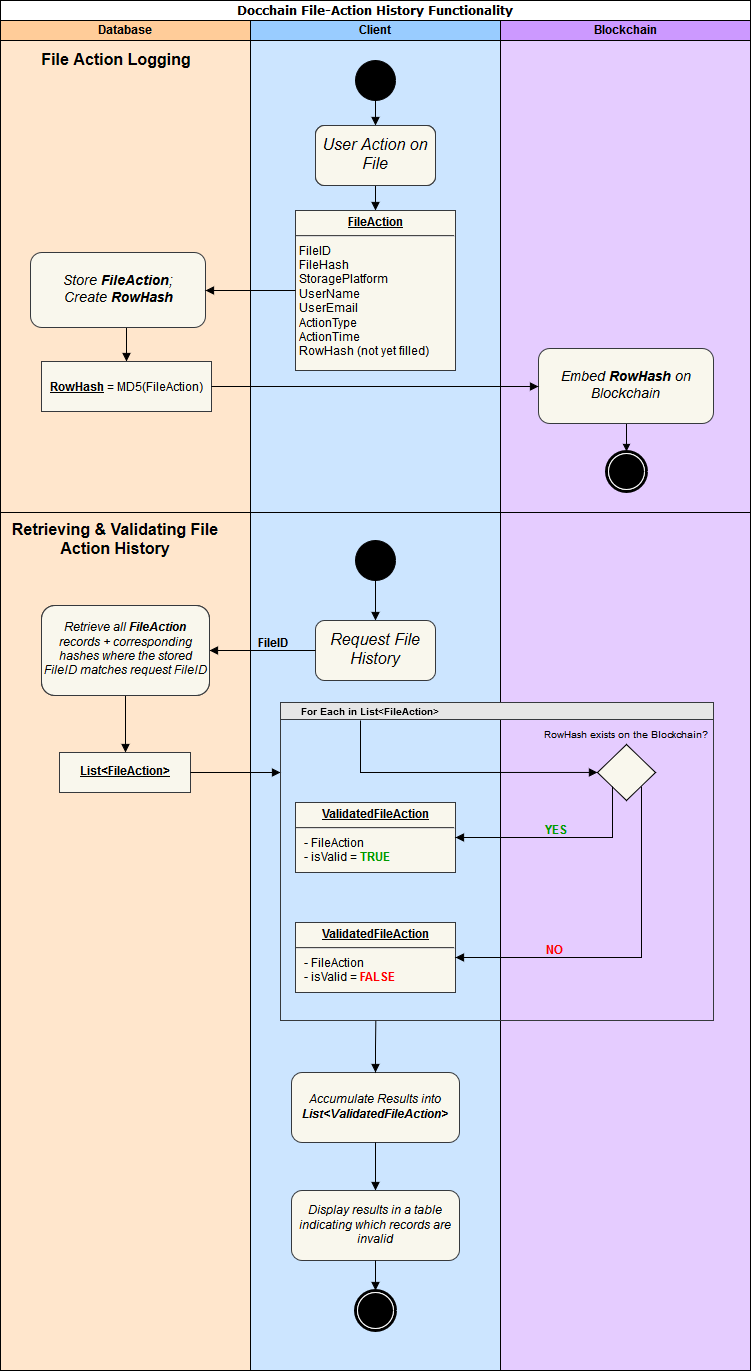 Docchain File-Action History Functionality
Database
Client
Blockchain
File Action Logging
User Action on
File
FileAction
FileID
FileHash
StoragePlatform
UserName
UserEmail
ActionType
ActionTime
RowHash (not yet filled)
Store FileAction;
Create RowHash
RowHash = MD5(FileAction)
Embed RowHash on
Blockchain
Retrieving & Validating File
Action History
Request File
History
FileID
Retrieve all FileAction
records + corresponding
hashes where the stored
FileID matches request FileID
List<FileAction>
For Each in List<FileAction>
RowHash exists on the Blockchain?
YES
ValidatedFileAction
- FileAction
- isValid = TRUE
NO
ValidatedFileAction
- FileAction
- isValid = FALSE
Accumulate Results into
List<ValidatedFileAction>
Display results in a table
indicating which records are
invalid